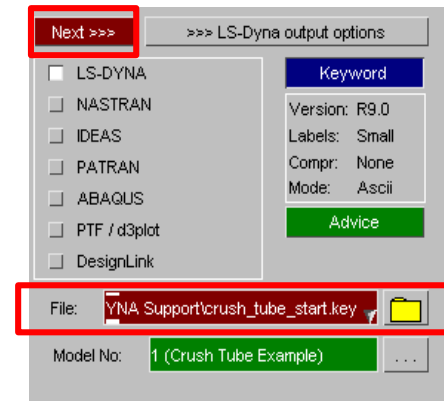 Next >>> >>> LS-Dyna output options
LS-DYNA Keyword
NASTRAN Version: R9.0
IDEAS Labels: Small
PATRAN Compr: None
ABAQUS Mode: Ascii
PTF / d3plot Advice
DesignLink
File: YNA Support\crush_tube_start.key
Model No: 1 (Crush Tube Example) ...